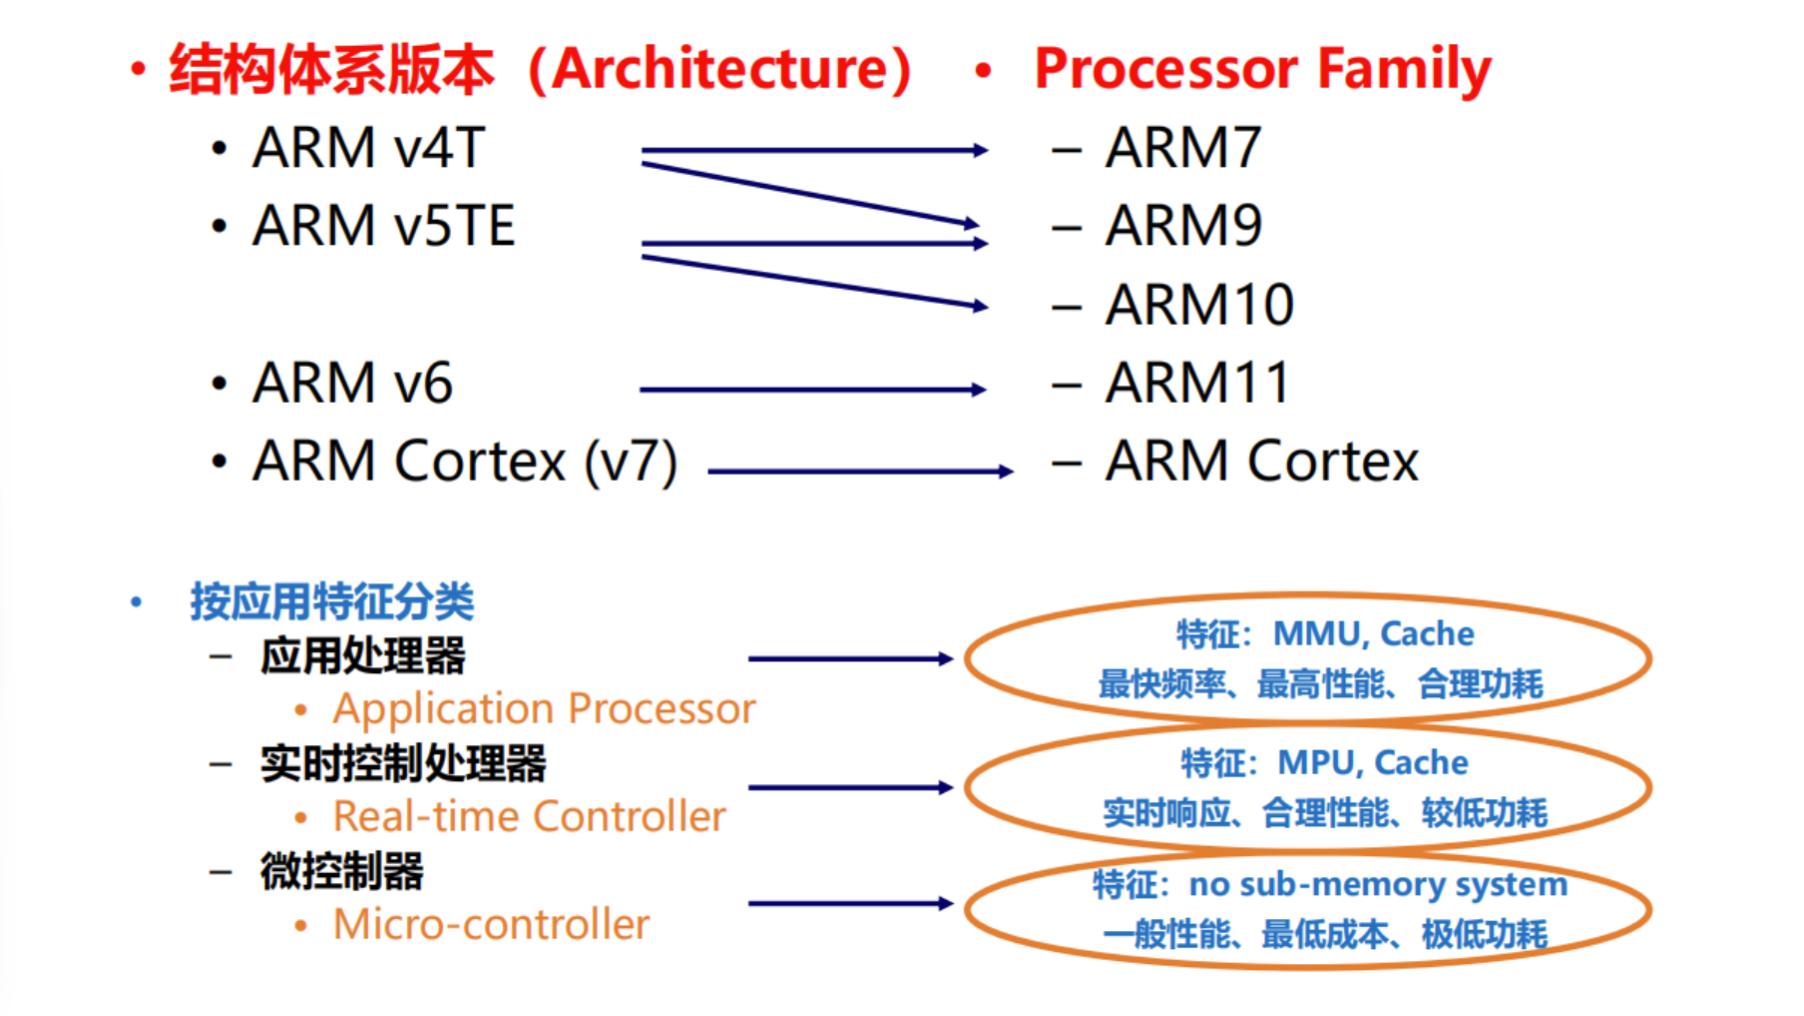 • 结构体系版本（Architecture）
• ARM v4T
• ARM v5TE
• ARM v6
• ARM Cortex (v7)
• Processor Family
– ARM7
– ARM9
– ARM10
– ARM11
– ARM Cortex
• 按应用特征分类
– 应用处理器
• Application Processor
– 实时控制处理器
• Real-time Controller
– 微控制器
• Micro-controller
特征：MMU, Cache
最快频率、最高性能、合理功耗
特征：MPU, Cache
实时响应、合理性能、较低功耗
特征：no sub-memory system
一般性能、最低成本、极低功耗